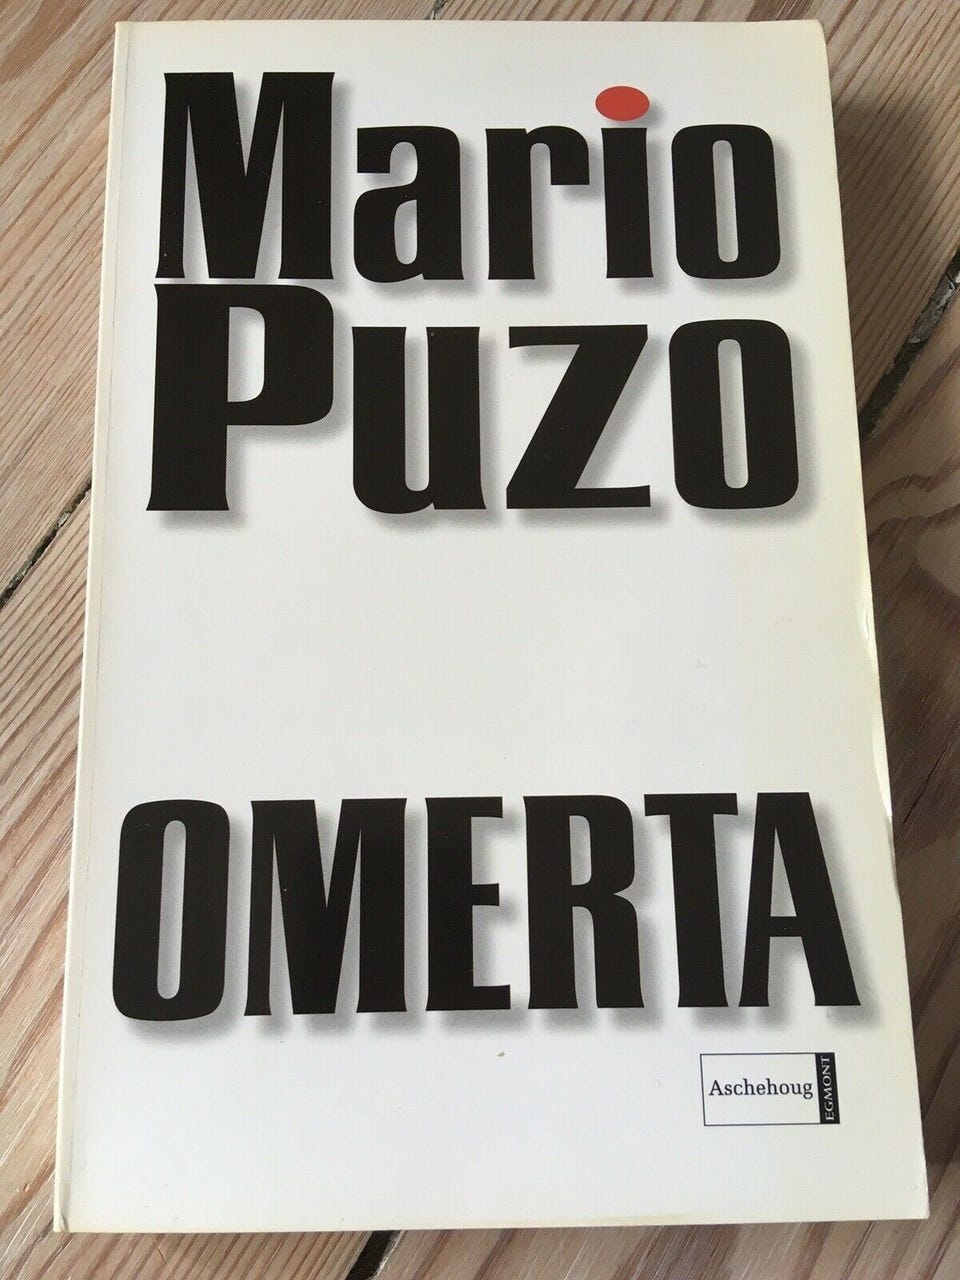 Mario
Puzo
OMERTA
Aschehoug
EGMONT